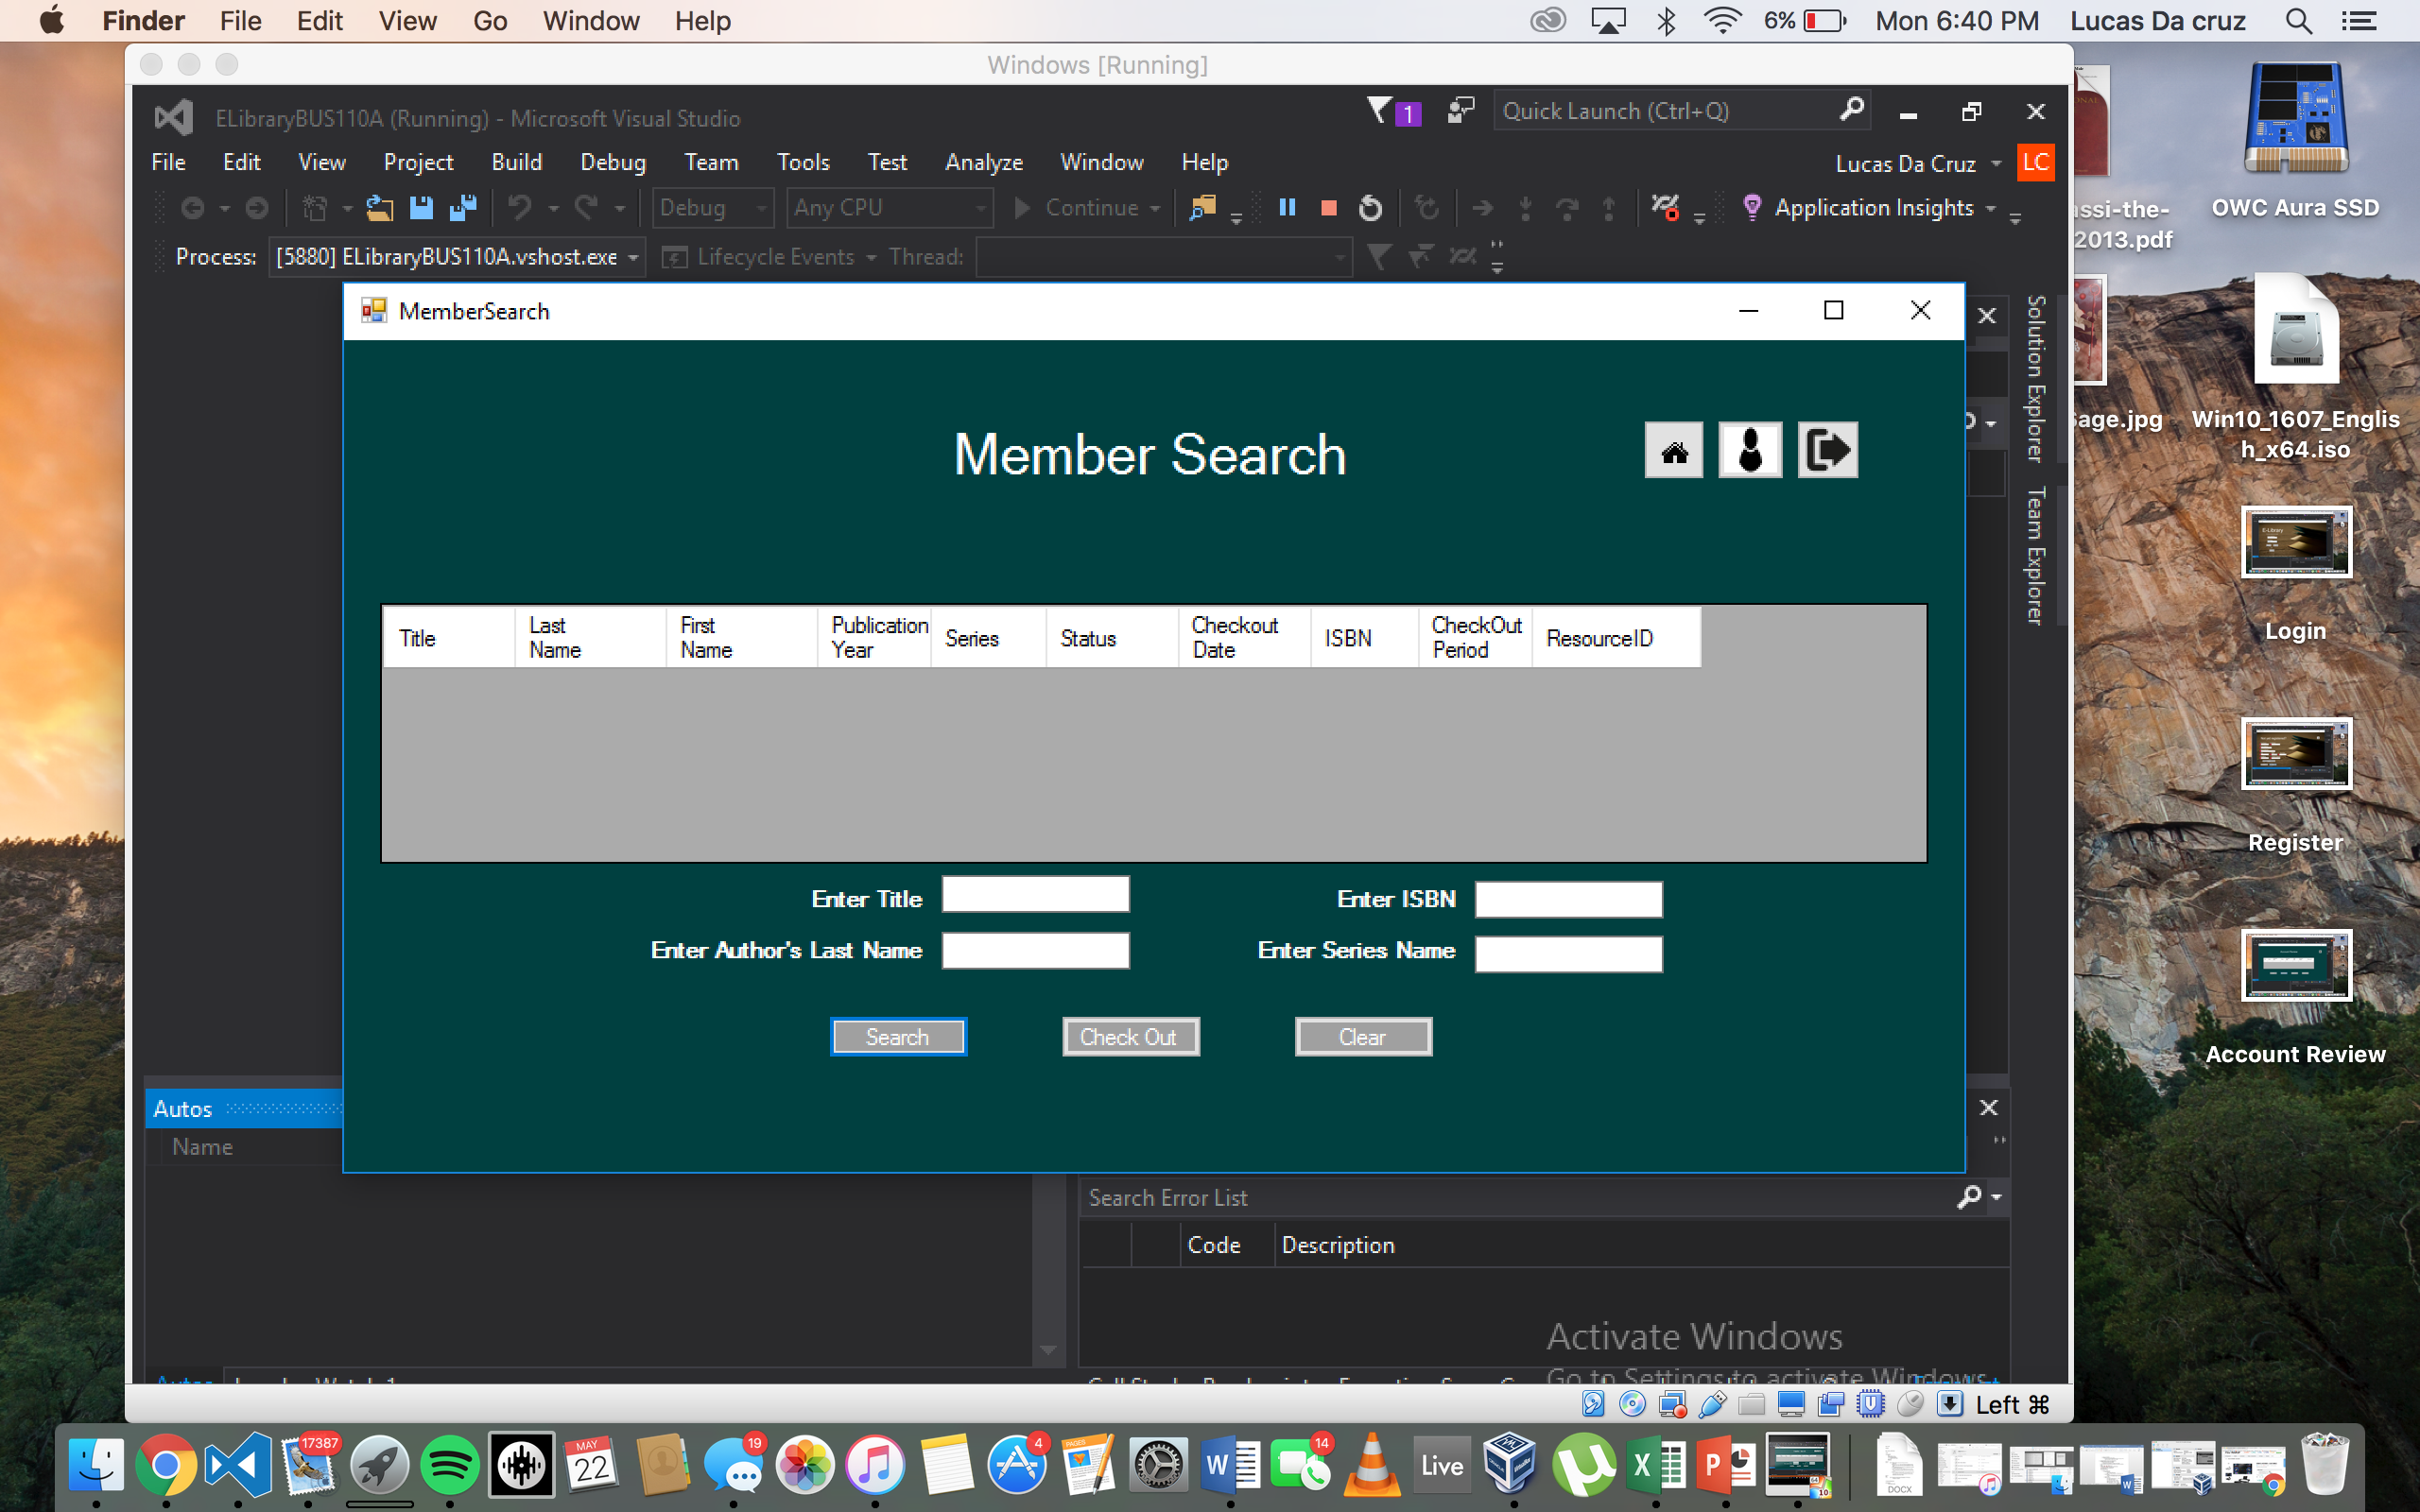 Finder File Edit View Go Window Help 6% Mon 6:40 PM Lucas Da cruz
Windows [Running]
ELibraryBUS110A (Running) - Microsoft Visual Studio 1 Quick Launch (Ctrl+Q)
File Edit View Project Build Debug Team Tools Test Analyze Window Help Lucas Da Cruz LC
Debug Any CPU Continue Application Insights
Process: [5880] ELibraryBUS110A.vshost.exe Lifecycle Events Thread:
MemberSearch
Solution Explorer
Team Explorer
Member Search
Title Last Name First Name Publication Year Series Status Checkout Date ISBN CheckOut Period ResourceID
Enter Title Enter ISBN
Enter Author's Last Name Enter Series Name
Search Check Out Clear
Autos
Name
Search Error List
Code Description
Activate Windows
Go to Settings to activate Windows.
Left ⌘
ssi-the-
2013.pdf
OWC Aura SSD
age.jpg
Win10_1607_Englis
h_x64.iso
Login
Register
Account Review
17387 MAY 22 19 4 PAGES W 14 Live X P 10 DOCX